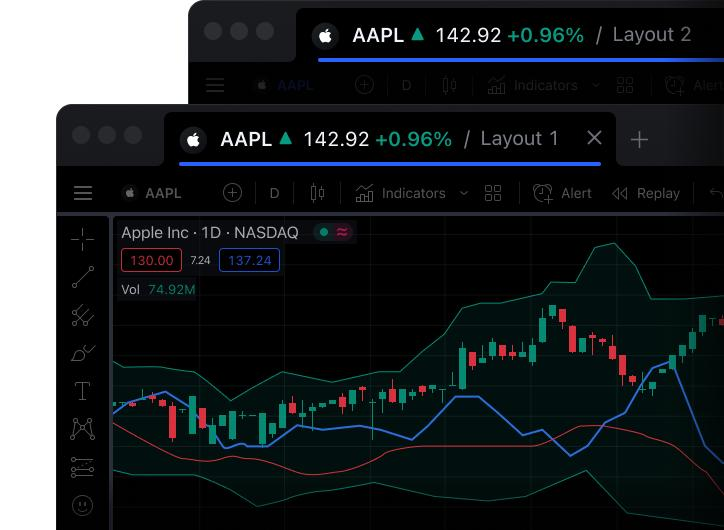 AAPL 142.92 +0.96% / Layout 2
AAPL D Indicators Alert
AAPL 142.92 +0.96% / Layout 1
AAPL D Indicators Alert Replay
Apple Inc · 1D · NASDAQ
130.00 7.24 137.24
Vol 74.92M